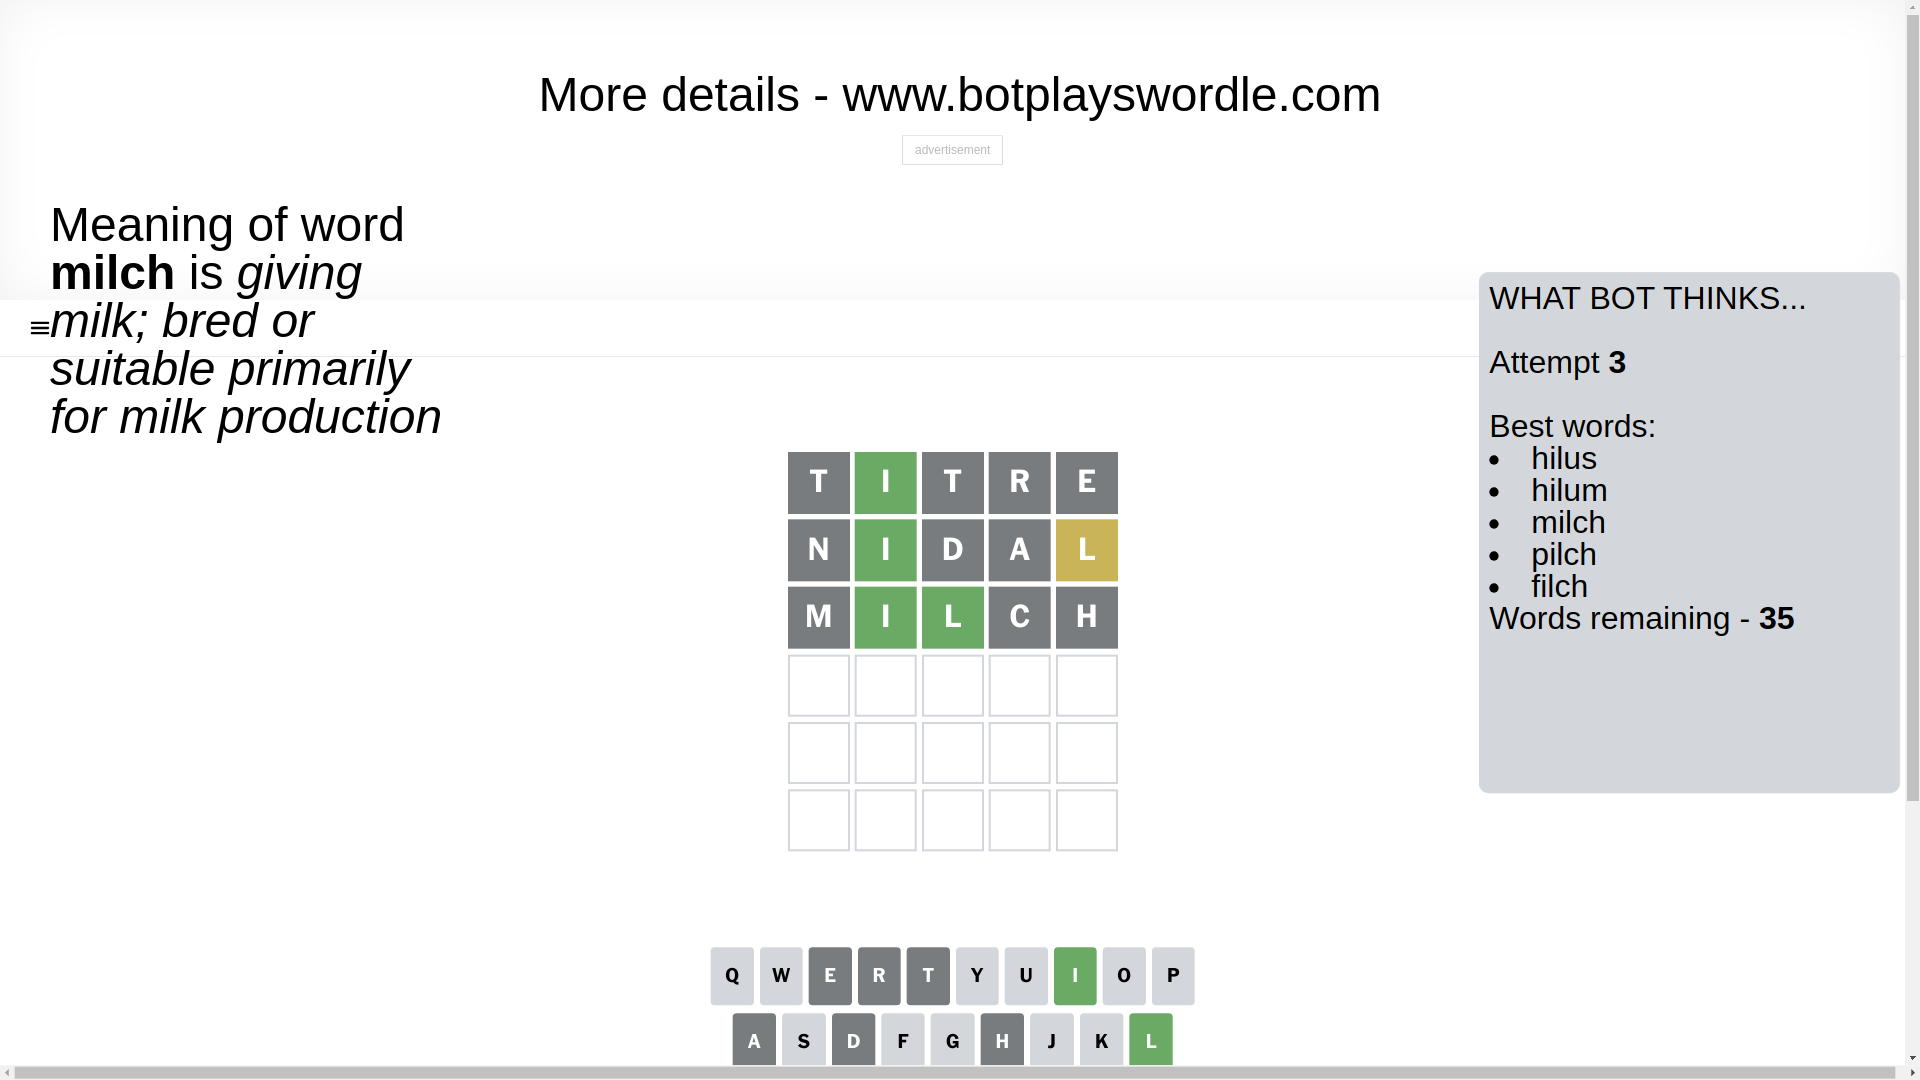 More details - www.botplayswordle.com
advertisement
Meaning of word
milch is giving
milk; bred or
suitable primarily
for milk production
WHAT BOT THINKS...
Attempt 3
Best words:
hilus
hilum
milch
pilch
filch
Words remaining - 35
T I T R E
N I D A L
M I L C H
Q W E R T Y U I O P
A S D F G H J K L